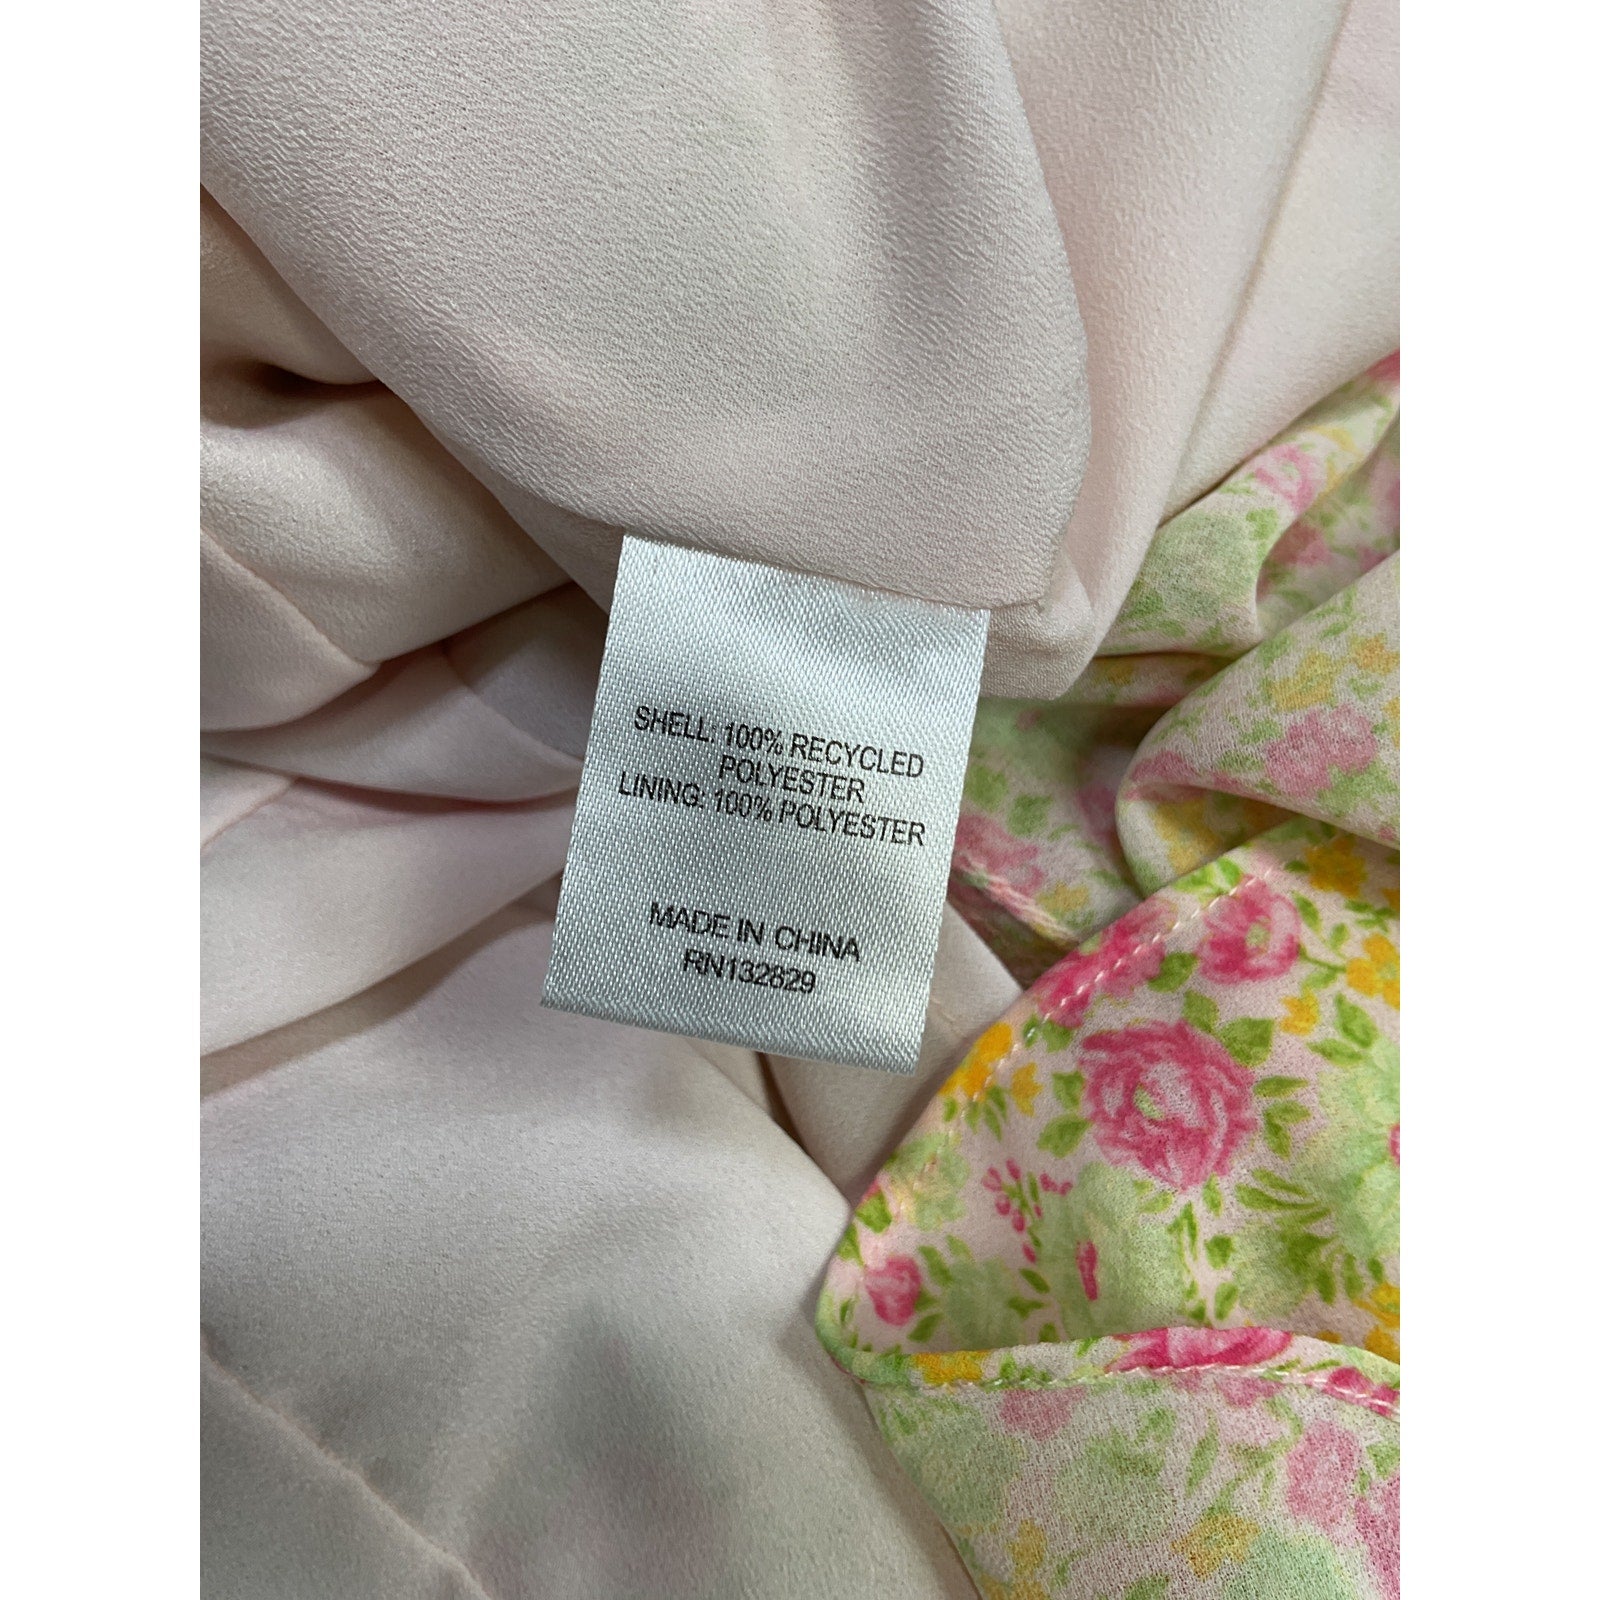 SHELL: 100% RECYCLED
POLYESTER
LINING: 100% POLYESTER
MADE IN CHINA
RN132829